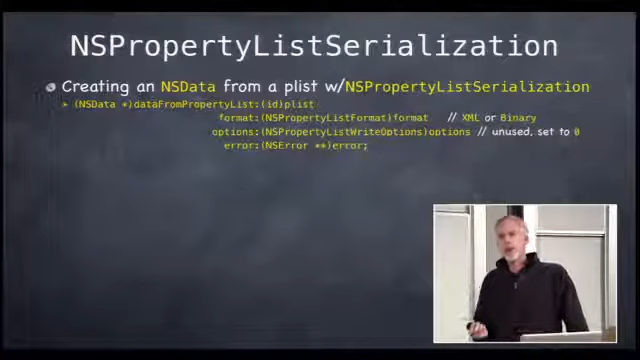 NSPropertyListSerialization
Creating an NSData from a plist w/NSPropertyListSerialization
+ (NSData *)dataFromPropertyList:(id)plist
format:(NSPropertyListFormat)format // XML or Binary
options:(NSPropertyListWriteOptions)options // unused, set to 0
error:(NSError **)error;